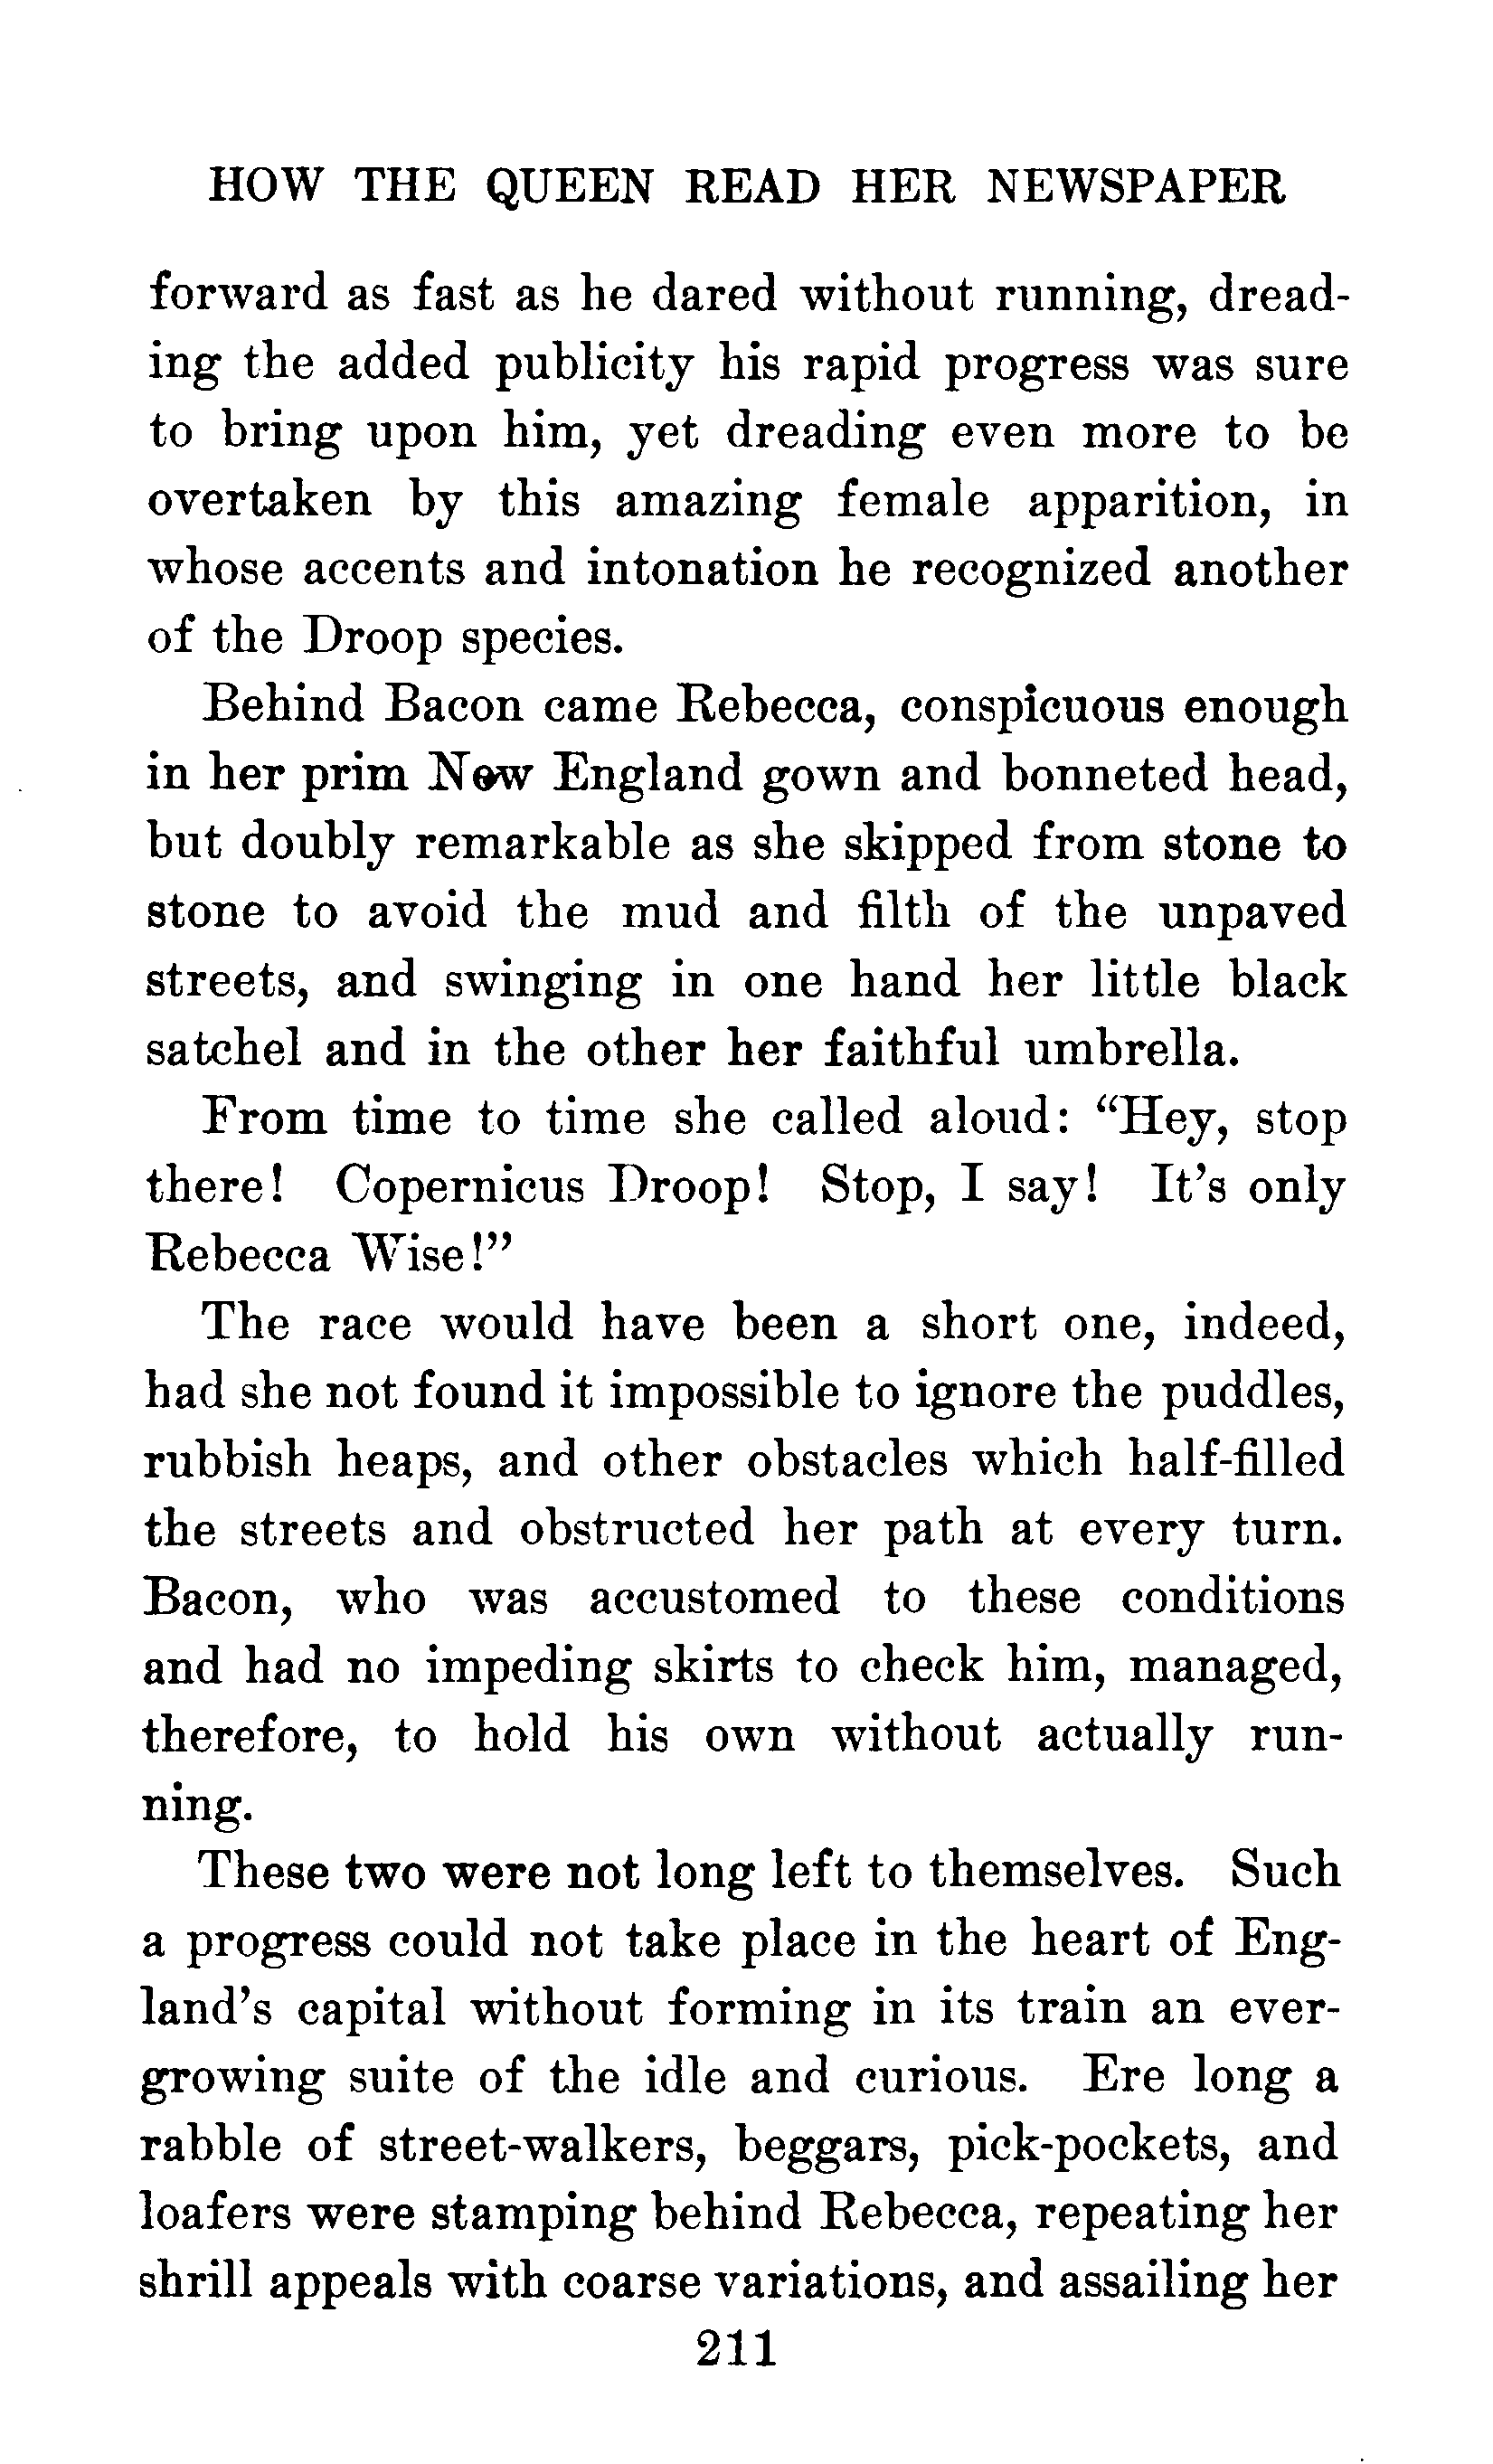 HOW THE QUEEN READ HER NEWSPAPER
forward as fast as he dared without running, dread-
ing the added publicity his rapid progress was sure
to bring upon him, yet dreading even more to be
overtaken by this amazing female apparition, in
whose accents and intonation he recognized another
of the Droop species.
Behind Bacon came Rebecca, conspicuous enough
in her prim New England gown and bonneted head,
but doubly remarkable as she skipped from stone to
stone to avoid the mud and filth of the unpaved
streets, and swinging in one hand her little black
satchel and in the other her faithful umbrella.
From time to time she called aloud: “Hey, stop
there! Copernicus Droop! Stop, I say! It’s only
Rebecca Wise!”
The race would have been a short one, indeed,
had she not found it impossible to ignore the puddles,
rubbish heaps, and other obstacles which half-filled
the streets and obstructed her path at every turn.
Bacon, who was accustomed to these conditions
and had no impeding skirts to check him, managed,
therefore, to hold his own without actually run-
ning.
These two were not long left to themselves. Such
a progress could not take place in the heart of Eng-
land’s capital without forming in its train an ever-
growing suite of the idle and curious. Ere long a
rabble of street-walkers, beggars, pick-pockets, and
loafers were stamping behind Rebecca, repeating her
shrill appeals with coarse variations, and assailing her
211